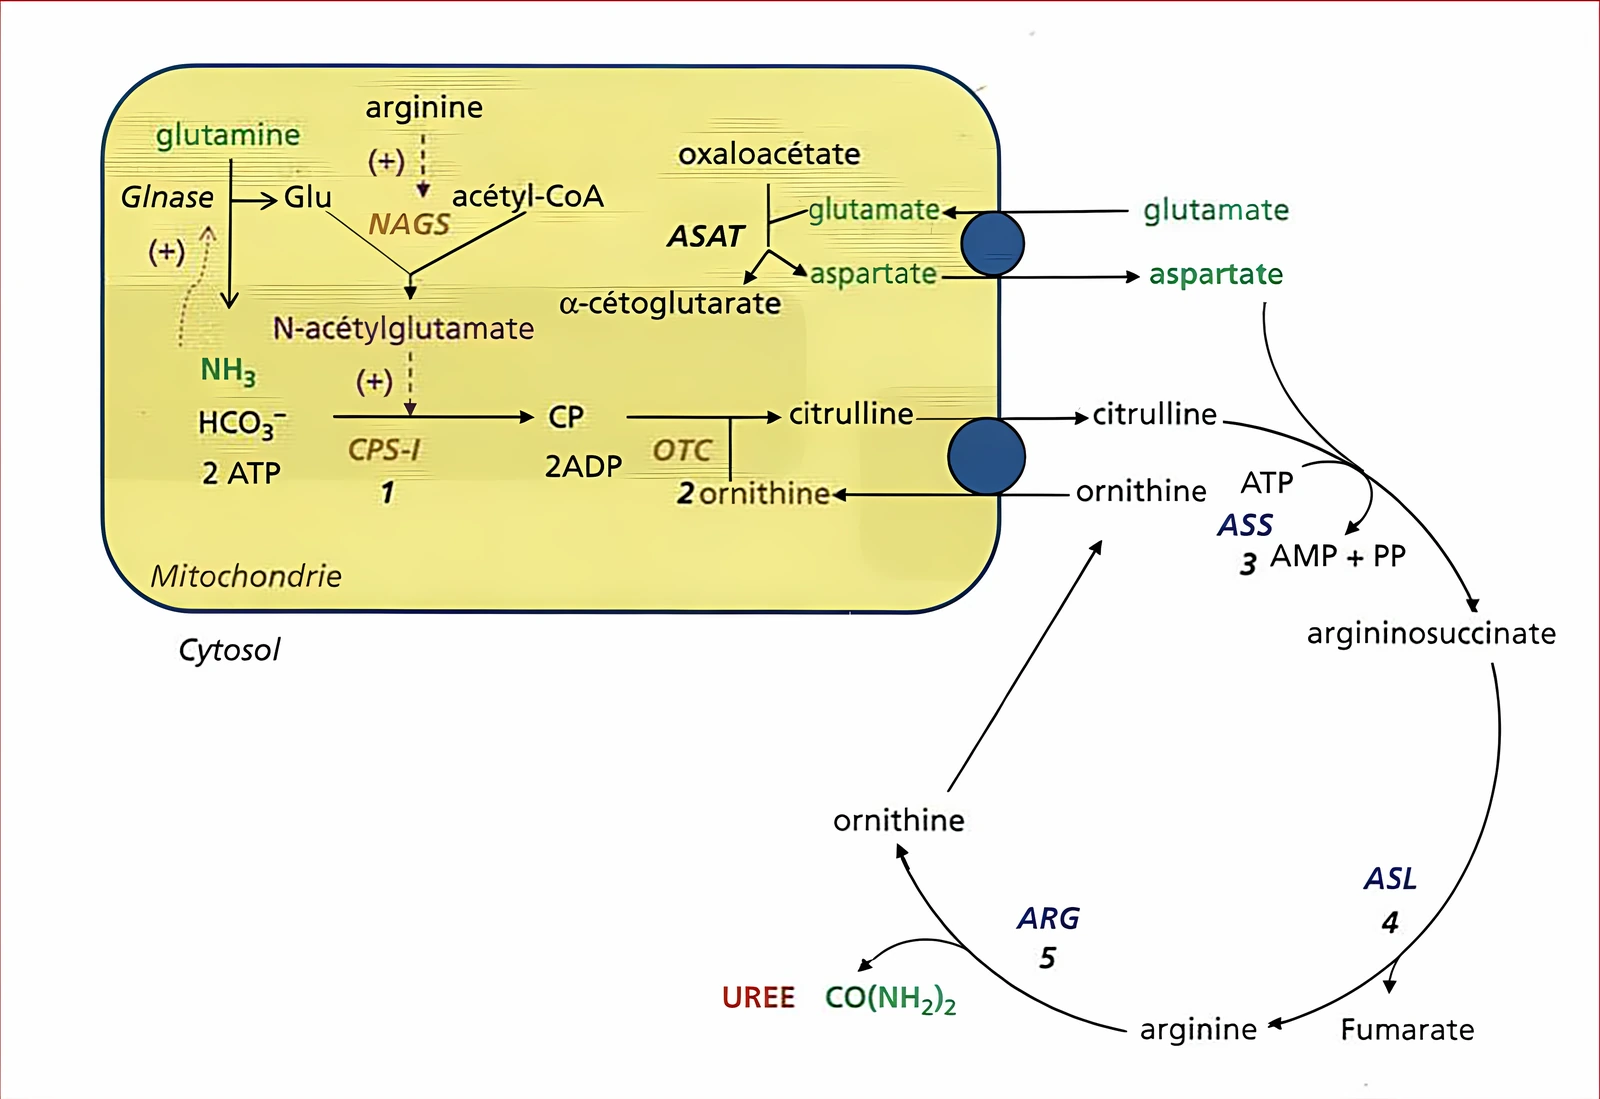 arginine
glutamine
(+)
oxaloacétate
Glnase
Glu
acétyl-CoA
NAGS
glutamate
glutamate
ASAT
(+)
aspartate
aspartate
α-cétoglutarate
N-acétylglutamate
NH3
(+)
HCO3−
CP
citrulline
citrulline
CPS-I
OTC
2 ATP
2ADP
1
2 ornithine
ornithine
ATP
ASS
3
AMP + PP
Mitochondrie
Cytosol
argininosuccinate
ornithine
ASL
4
ARG
5
UREE CO(NH2)2
arginine
Fumarate